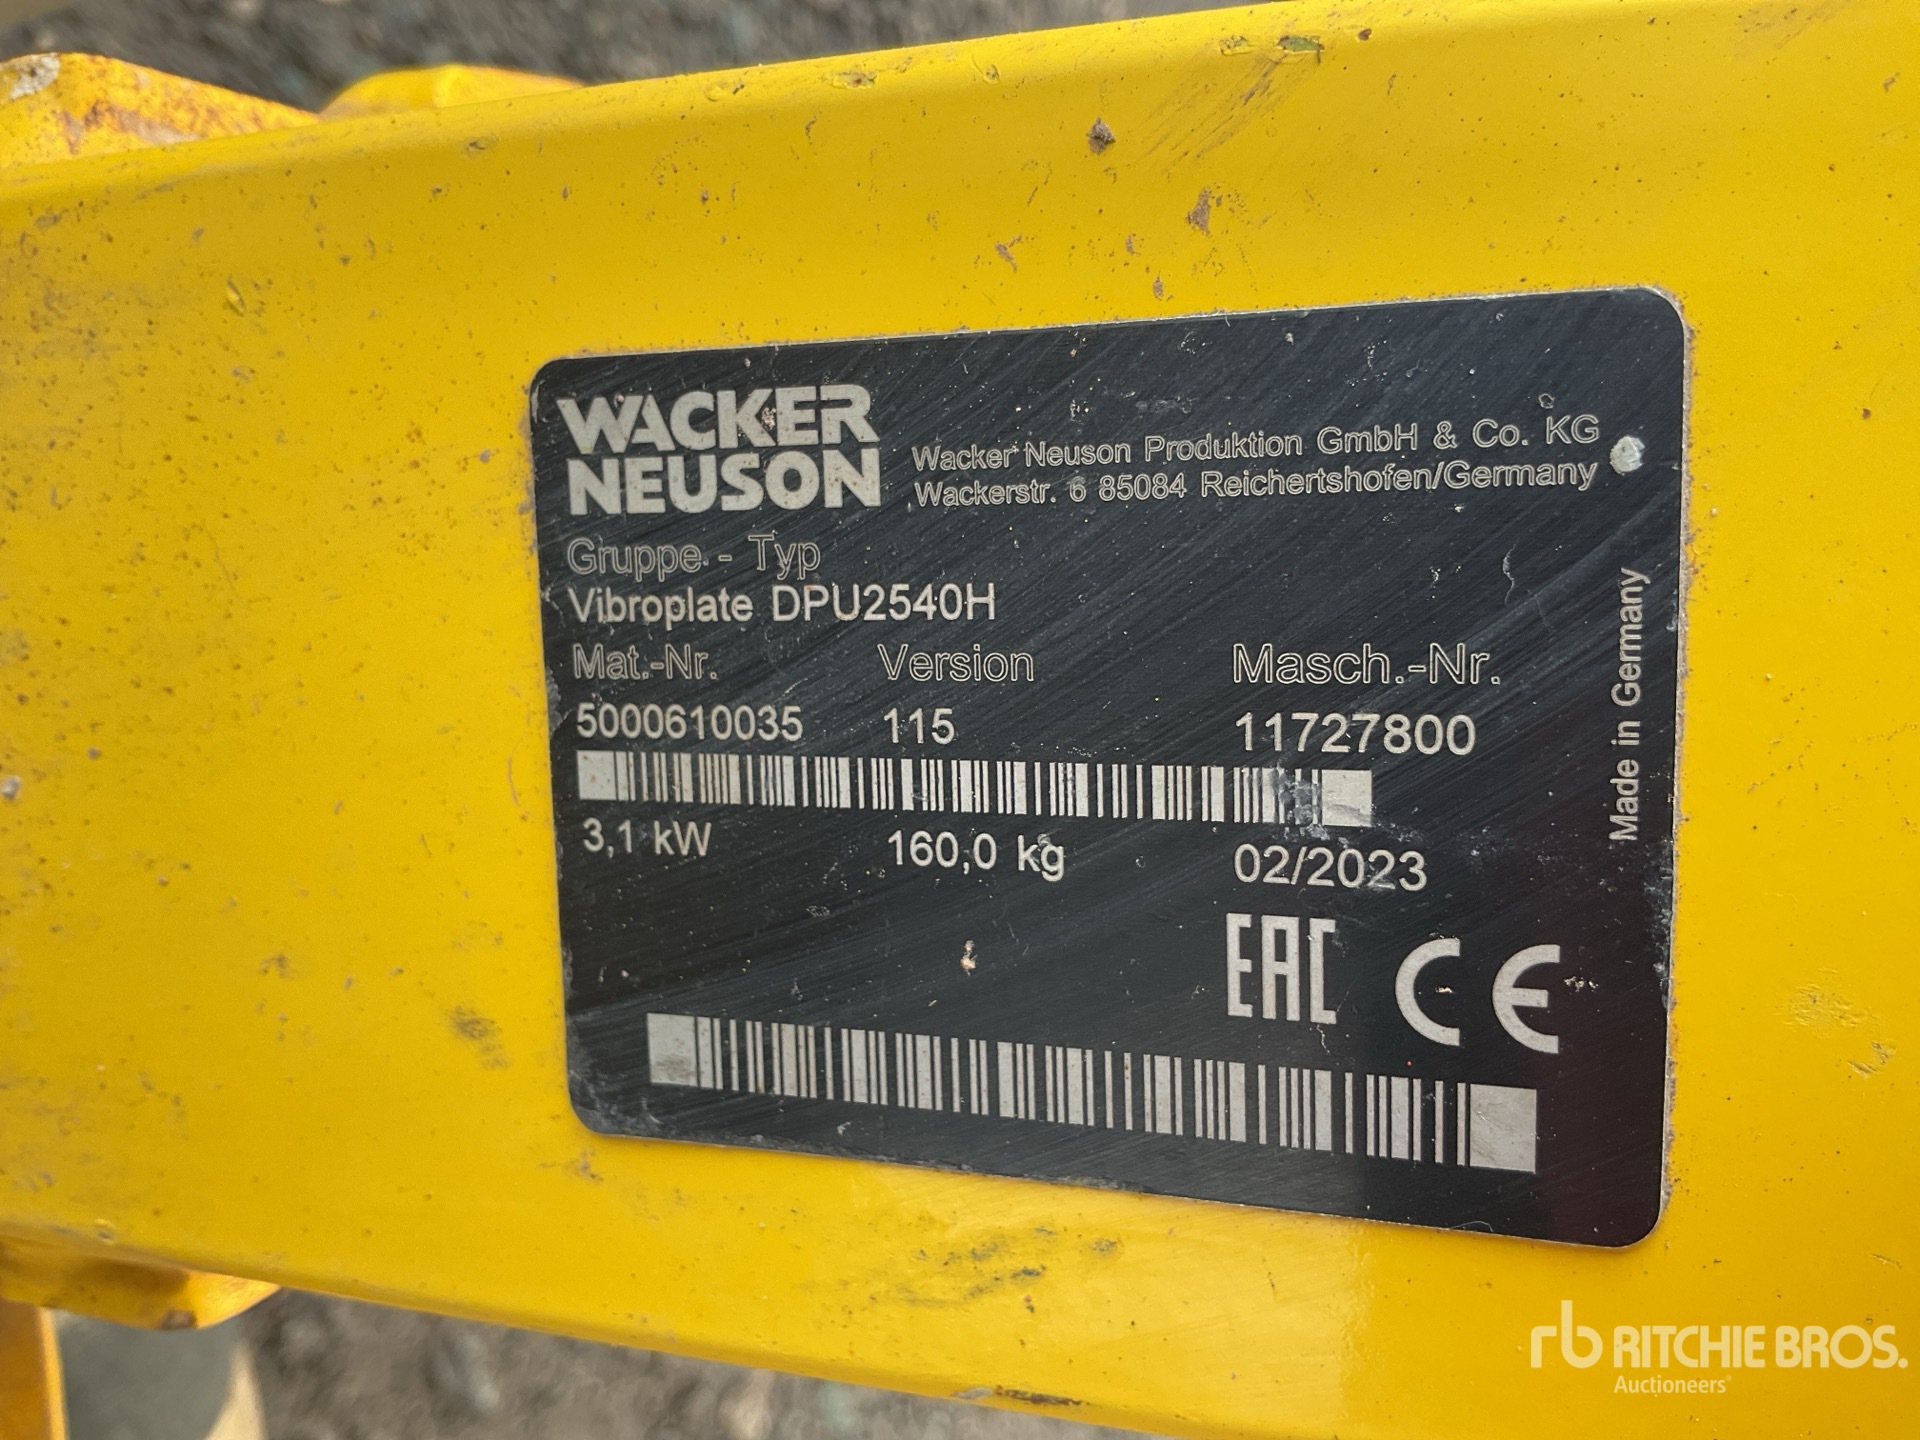 WACKER
NEUSON
Wacker Neuson Produktion GmbH & Co. KG
Wackerstr. 6 85084 Reichertshofen/Germany
Gruppe - Typ
Vibroplate DPU2540H
Mat.-Nr. Version Masch.-Nr.
5000610035 115 11727800
3,1 kW 160,0 kg 02/2023
EAC CE
Made in Germany
rb RITCHIE BROS.
Auctioneers